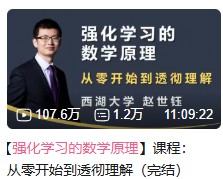 强化学习的
数学原理
从零开始到透彻理解
西湖大学 赵世钰
107.6万 1.2万 11:09:22
【强化学习的数学原理】课程：
从零开始到透彻理解（完结）